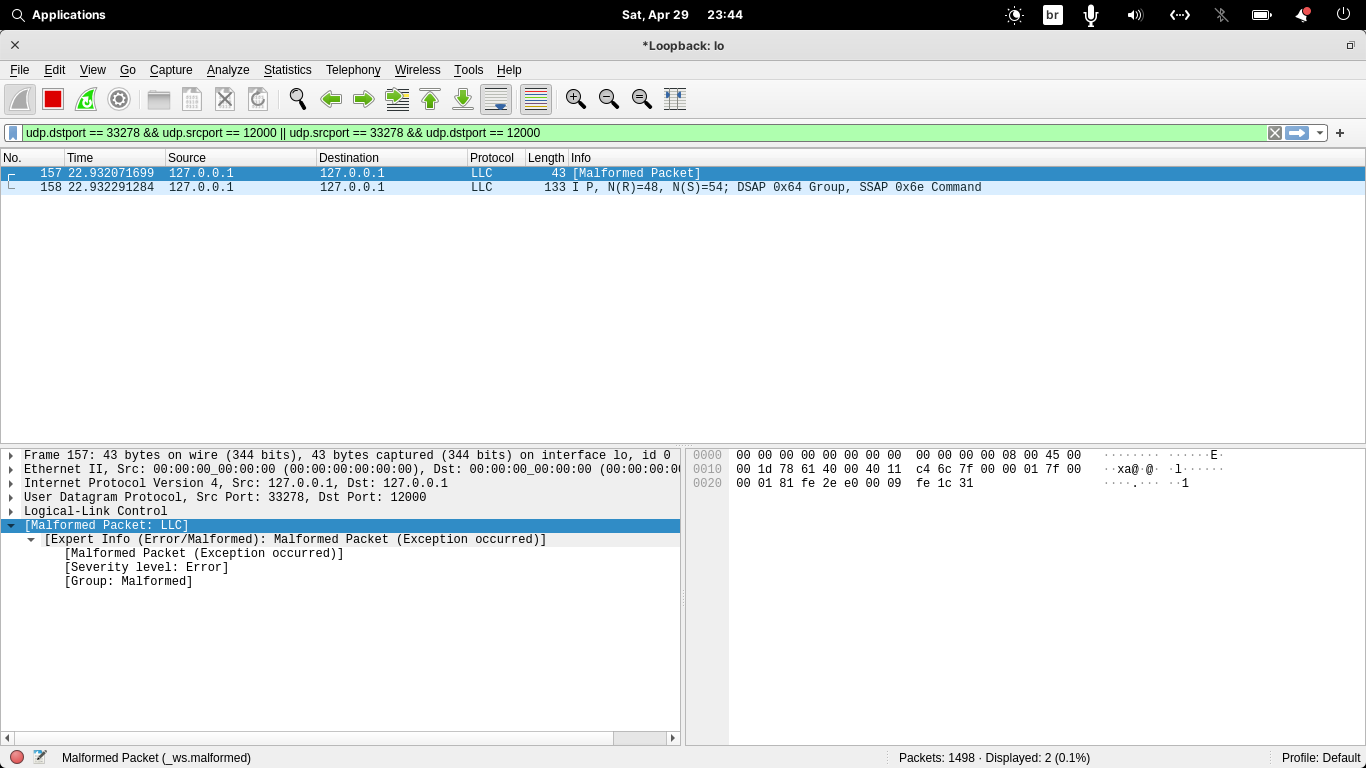 Applications Sat, Apr 29 23:44 br
*Loopback: lo
File Edit View Go Capture Analyze Statistics Telephony Wireless Tools Help
udp.dstport == 33278 && udp.srcport == 12000 || udp.srcport == 33278 && udp.dstport == 12000
No. Time Source Destination Protocol Length Info
157 22.932071699 127.0.0.1 127.0.0.1 LLC 43 [Malformed Packet]
158 22.932291284 127.0.0.1 127.0.0.1 LLC 133 I P, N(R)=48, N(S)=54; DSAP 0x64 Group, SSAP 0x6e Command
Frame 157: 43 bytes on wire (344 bits), 43 bytes captured (344 bits) on interface lo, id 0
Ethernet II, Src: 00:00:00_00:00:00 (00:00:00:00:00:00), Dst: 00:00:00_00:00:00 (00:00:00:00
Internet Protocol Version 4, Src: 127.0.0.1, Dst: 127.0.0.1
User Datagram Protocol, Src Port: 33278, Dst Port: 12000
Logical-Link Control
[Malformed Packet: LLC]
[Expert Info (Error/Malformed): Malformed Packet (Exception occurred)]
[Malformed Packet (Exception occurred)]
[Severity level: Error]
[Group: Malformed]
0000 00 00 00 00 00 00 00 00 00 00 00 00 08 00 45 00 ········ ······E·
0010 00 1d 78 61 40 00 40 11 c4 6c 7f 00 00 01 7f 00 ··xa@·@· ·l······
0020 00 01 81 fe 2e e0 00 09 fe 1c 31 ····.··· ··1
Malformed Packet (_ws.malformed) Packets: 1498 · Displayed: 2 (0.1%) Profile: Default